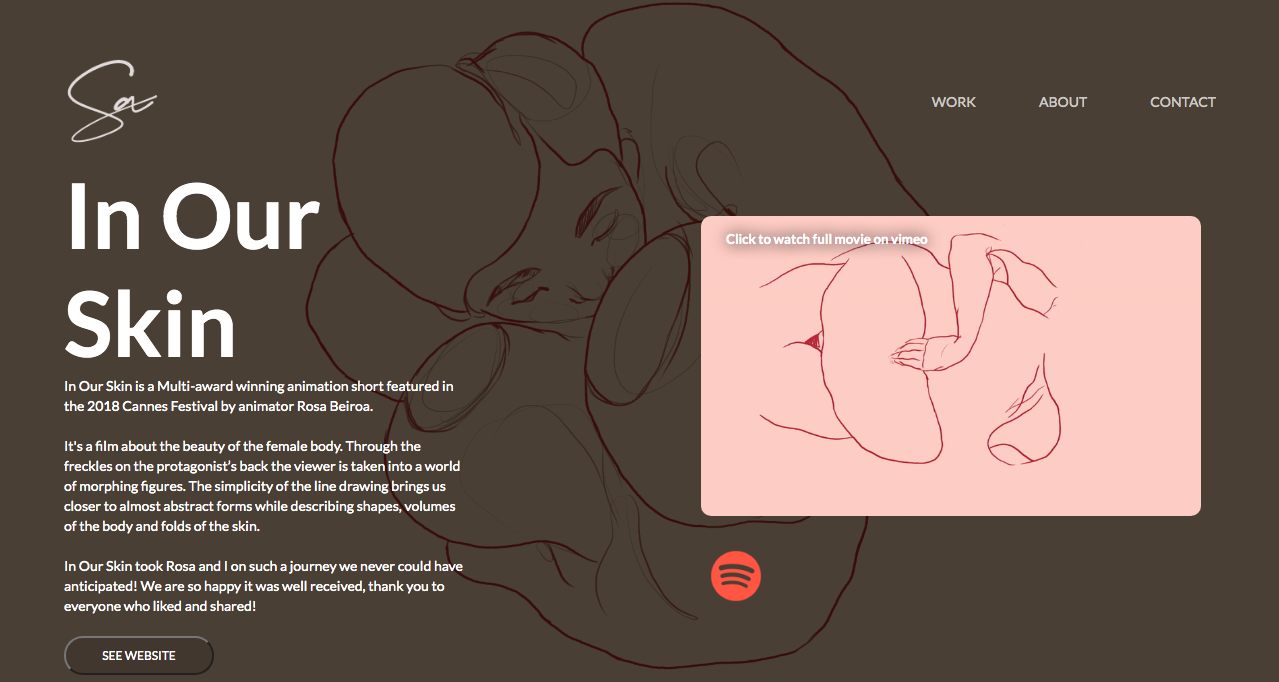 Sa
WORK
ABOUT
CONTACT
In Our
Skin
In Our Skin is a Multi-award winning animation short featured in
the 2018 Cannes Festival by animator Rosa Beiroa.
It's a film about the beauty of the female body. Through the
freckles on the protagonist's back the viewer is taken into a world
of morphing figures. The simplicity of the line drawing brings us
closer to almost abstract forms while describing shapes, volumes
of the body and folds of the skin.
In Our Skin took Rosa and I on such a journey we never could have
anticipated! We are so happy it was well received, thank you to
everyone who liked and shared!
SEE WEBSITE
Click to watch full movie on vimeo